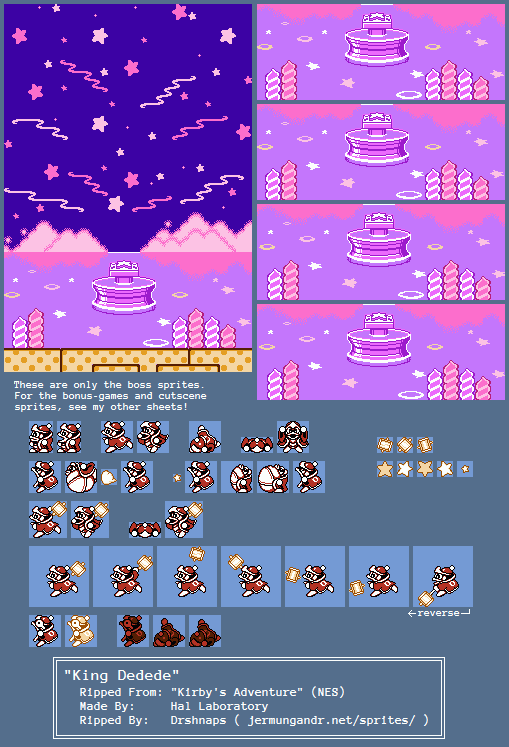 These are only the boss sprites.
For the bonus-games and cutscene
sprites, see my other sheets!
←reverse
"King Dedede"
Ripped From: "Kirby's Adventure" (NES)
Made By: Hal Laboratory
Ripped By: Drshnaps ( jermungandr.net/sprites/ )